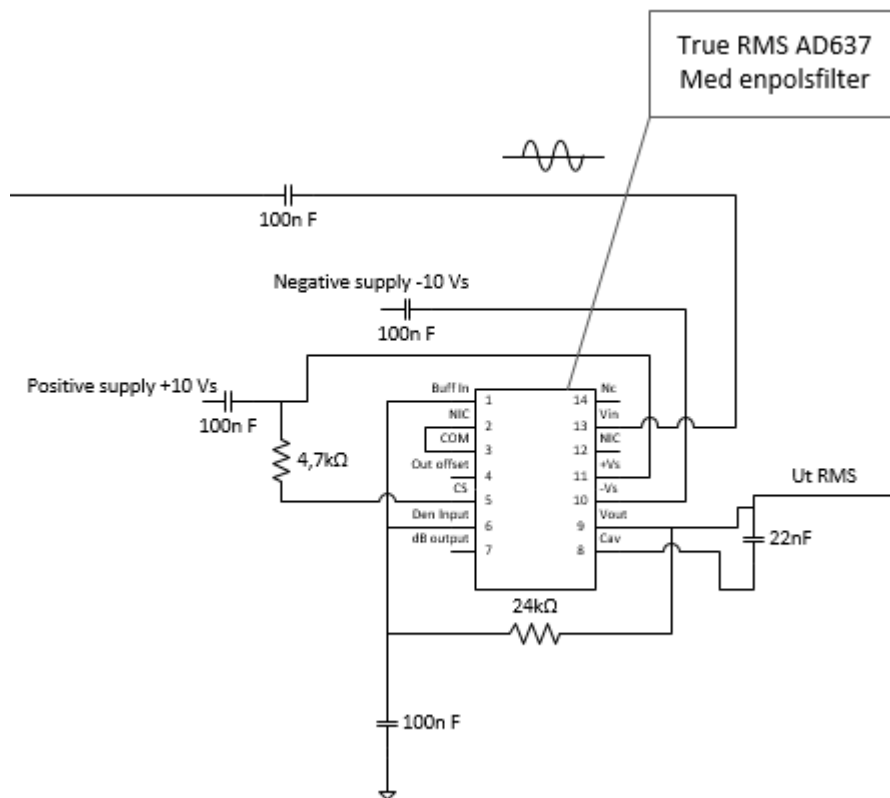 True RMS AD637
Med enpolsfilter
100n F
Negative supply -10 Vs
100n F
Positive supply +10 Vs
100n F
4,7kΩ
Buff In
NIC
COM
Out offset
CS
Den Input
dB output
1
2
3
4
5
6
7
14
13
12
11
10
9
8
Nc
Vin
NIC
+Vs
-Vs
Vout
Cav
Ut RMS
22nF
24kΩ
100n F